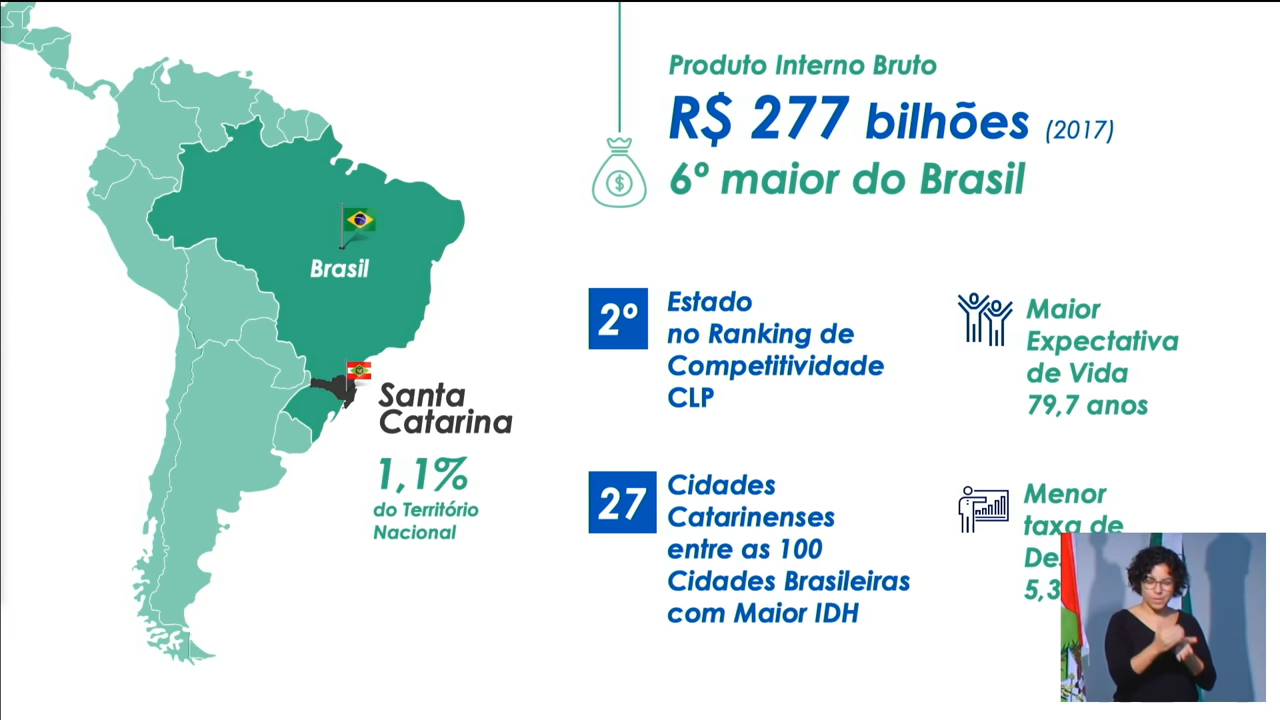 Produto Interno Bruto
R$ 277 bilhões (2017)
6º maior do Brasil
Brasil
Santa
Catarina
1,1%
do Território
Nacional
2º
Estado
no Ranking de
Competitividade
CLP
Maior
Expectativa
de Vida
79,7 anos
27
Cidades
Catarinenses
entre as 100
Cidades Brasileiras
com Maior IDH
Menor
taxa de